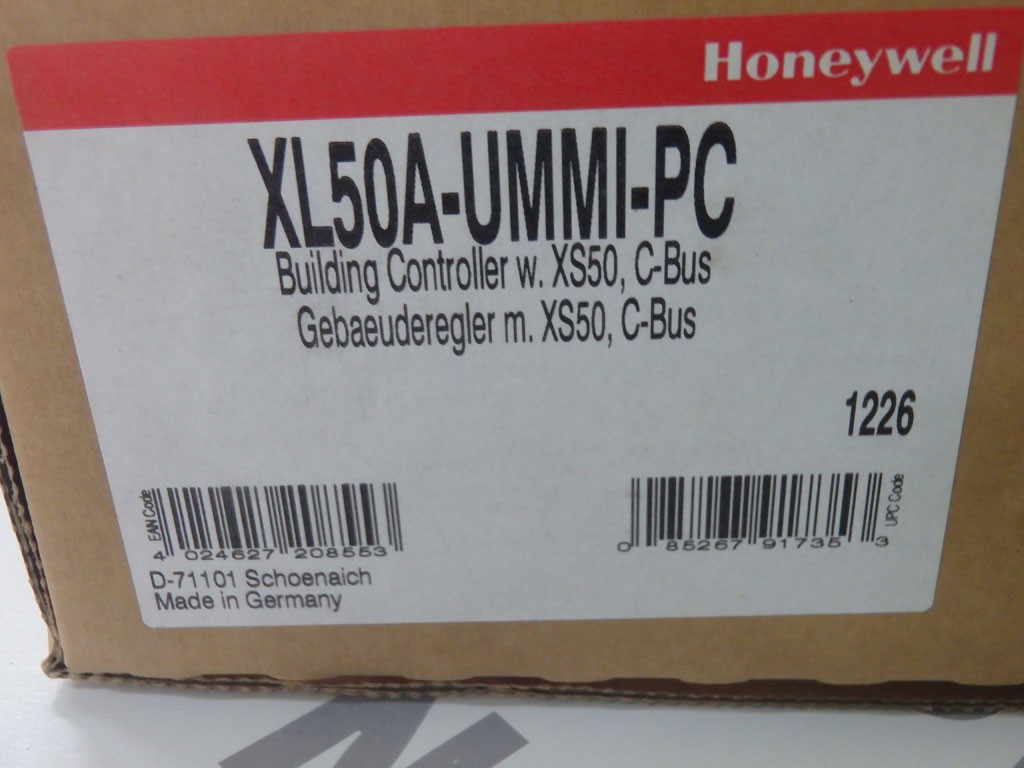 Honeywell
XL50A-UMMI-PC
Building Controller w. XS50, C-Bus
Gebaeuderegler m. XS50, C-Bus
1226
EAN Code
4 024627 208553
UPC Code
0 85267 91735 3
D-71101 Schoenaich
Made in Germany